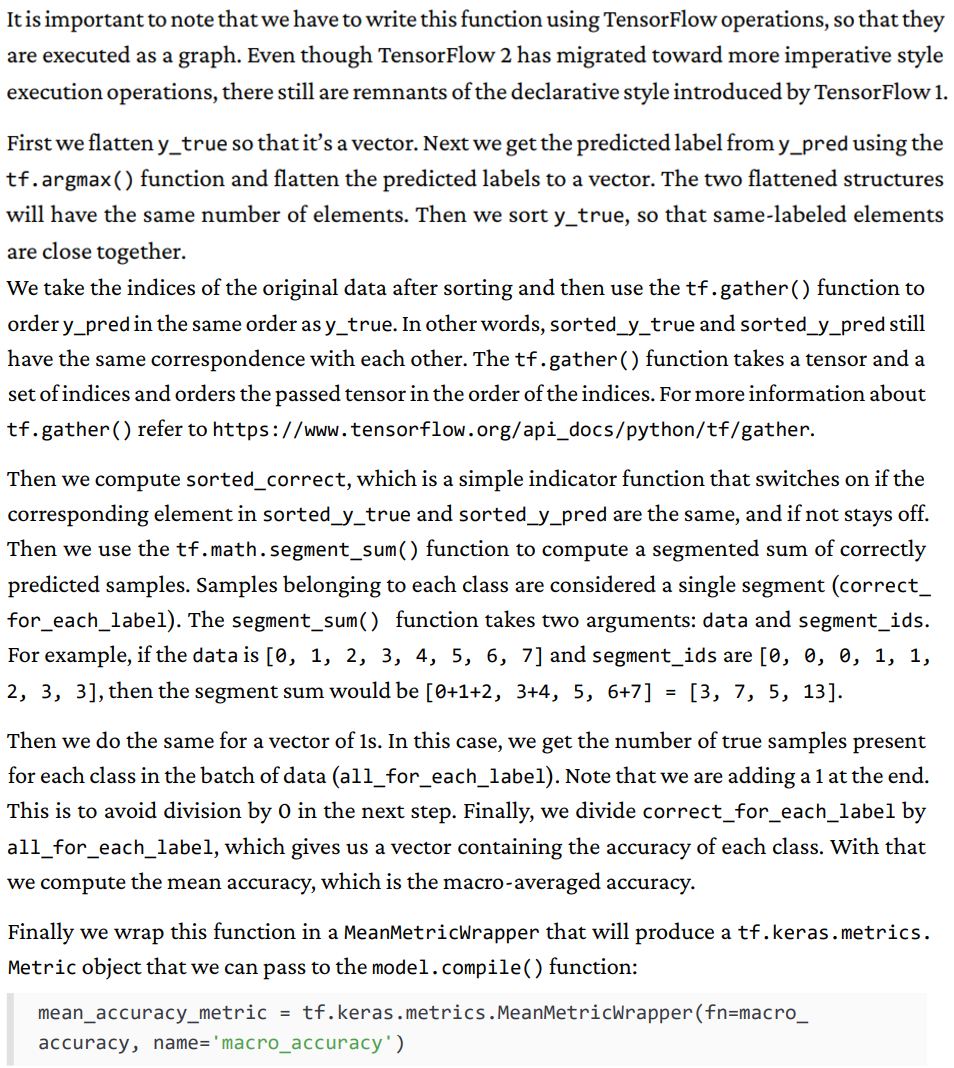 It is important to note that we have to write this function using TensorFlow operations, so that they
are executed as a graph. Even though TensorFlow 2 has migrated toward more imperative style
execution operations, there still are remnants of the declarative style introduced by TensorFlow 1.
First we flatten y_true so that it’s a vector. Next we get the predicted label from y_pred using the
tf.argmax() function and flatten the predicted labels to a vector. The two flattened structures
will have the same number of elements. Then we sort y_true, so that same-labeled elements
are close together.
We take the indices of the original data after sorting and then use the tf.gather() function to
order y_pred in the same order as y_true. In other words, sorted_y_true and sorted_y_pred still
have the same correspondence with each other. The tf.gather() function takes a tensor and a
set of indices and orders the passed tensor in the order of the indices. For more information about
tf.gather() refer to https://www.tensorflow.org/api_docs/python/tf/gather.
Then we compute sorted_correct, which is a simple indicator function that switches on if the
corresponding element in sorted_y_true and sorted_y_pred are the same, and if not stays off.
Then we use the tf.math.segment_sum() function to compute a segmented sum of correctly
predicted samples. Samples belonging to each class are considered a single segment (correct_
for_each_label). The segment_sum() function takes two arguments: data and segment_ids.
For example, if the data is [0, 1, 2, 3, 4, 5, 6, 7] and segment_ids are [0, 0, 0, 1, 1,
2, 3, 3], then the segment sum would be [0+1+2, 3+4, 5, 6+7] = [3, 7, 5, 13].
Then we do the same for a vector of 1s. In this case, we get the number of true samples present
for each class in the batch of data (all_for_each_label). Note that we are adding a 1 at the end.
This is to avoid division by 0 in the next step. Finally, we divide correct_for_each_label by
all_for_each_label, which gives us a vector containing the accuracy of each class. With that
we compute the mean accuracy, which is the macro-averaged accuracy.
Finally we wrap this function in a MeanMetricWrapper that will produce a tf.keras.metrics.
Metric object that we can pass to the model.compile() function:
mean_accuracy_metric = tf.keras.metrics.MeanMetricWrapper(fn=macro_
accuracy, name='macro_accuracy')